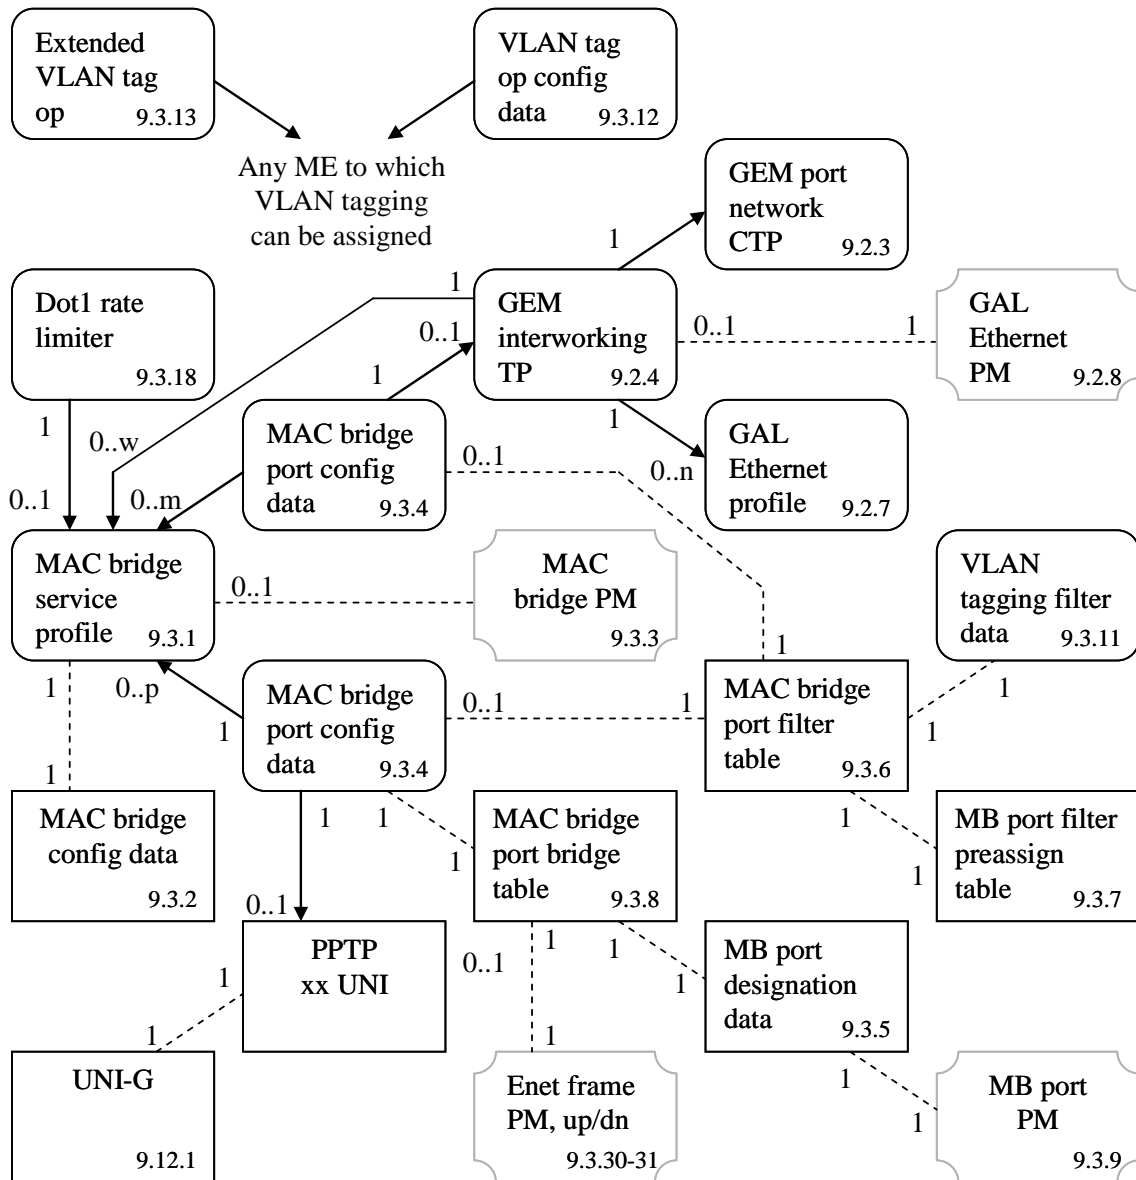 Extended
VLAN tag
op
9.3.13
VLAN tag
op config
data
9.3.12
Any ME to which
VLAN tagging
can be assigned
GEM port
network
CTP
9.2.3
1
Dot1 rate
limiter
9.3.18
1
0..1
1
GEM
interworking
TP
9.2.4
0..1
1
GAL
Ethernet
PM
9.2.8
1
0..w
MAC bridge
port config
data
9.3.4
0..1
1
0..n
GAL
Ethernet
profile
9.2.7
0..1
0..m
MAC bridge
service
profile
9.3.1
0..1
MAC
bridge PM
9.3.3
VLAN
tagging filter
data
9.3.11
1
1
0..p
1
MAC bridge
port config
data
9.3.4
0..1
1
MAC bridge
port filter
table
9.3.6
1
1
1
MAC bridge
config data
9.3.2
1
1
1
MAC bridge
port bridge
table
9.3.8
1
1
MB port filter
preassign
table
9.3.7
0..1
PPTP
xx UNI
1
1
0..1
1
1
1
MB port
designation
data
9.3.5
UNI-G
9.12.1
1
Enet frame
PM, up/dn
9.3.30-31
1
1
MB port
PM
9.3.9